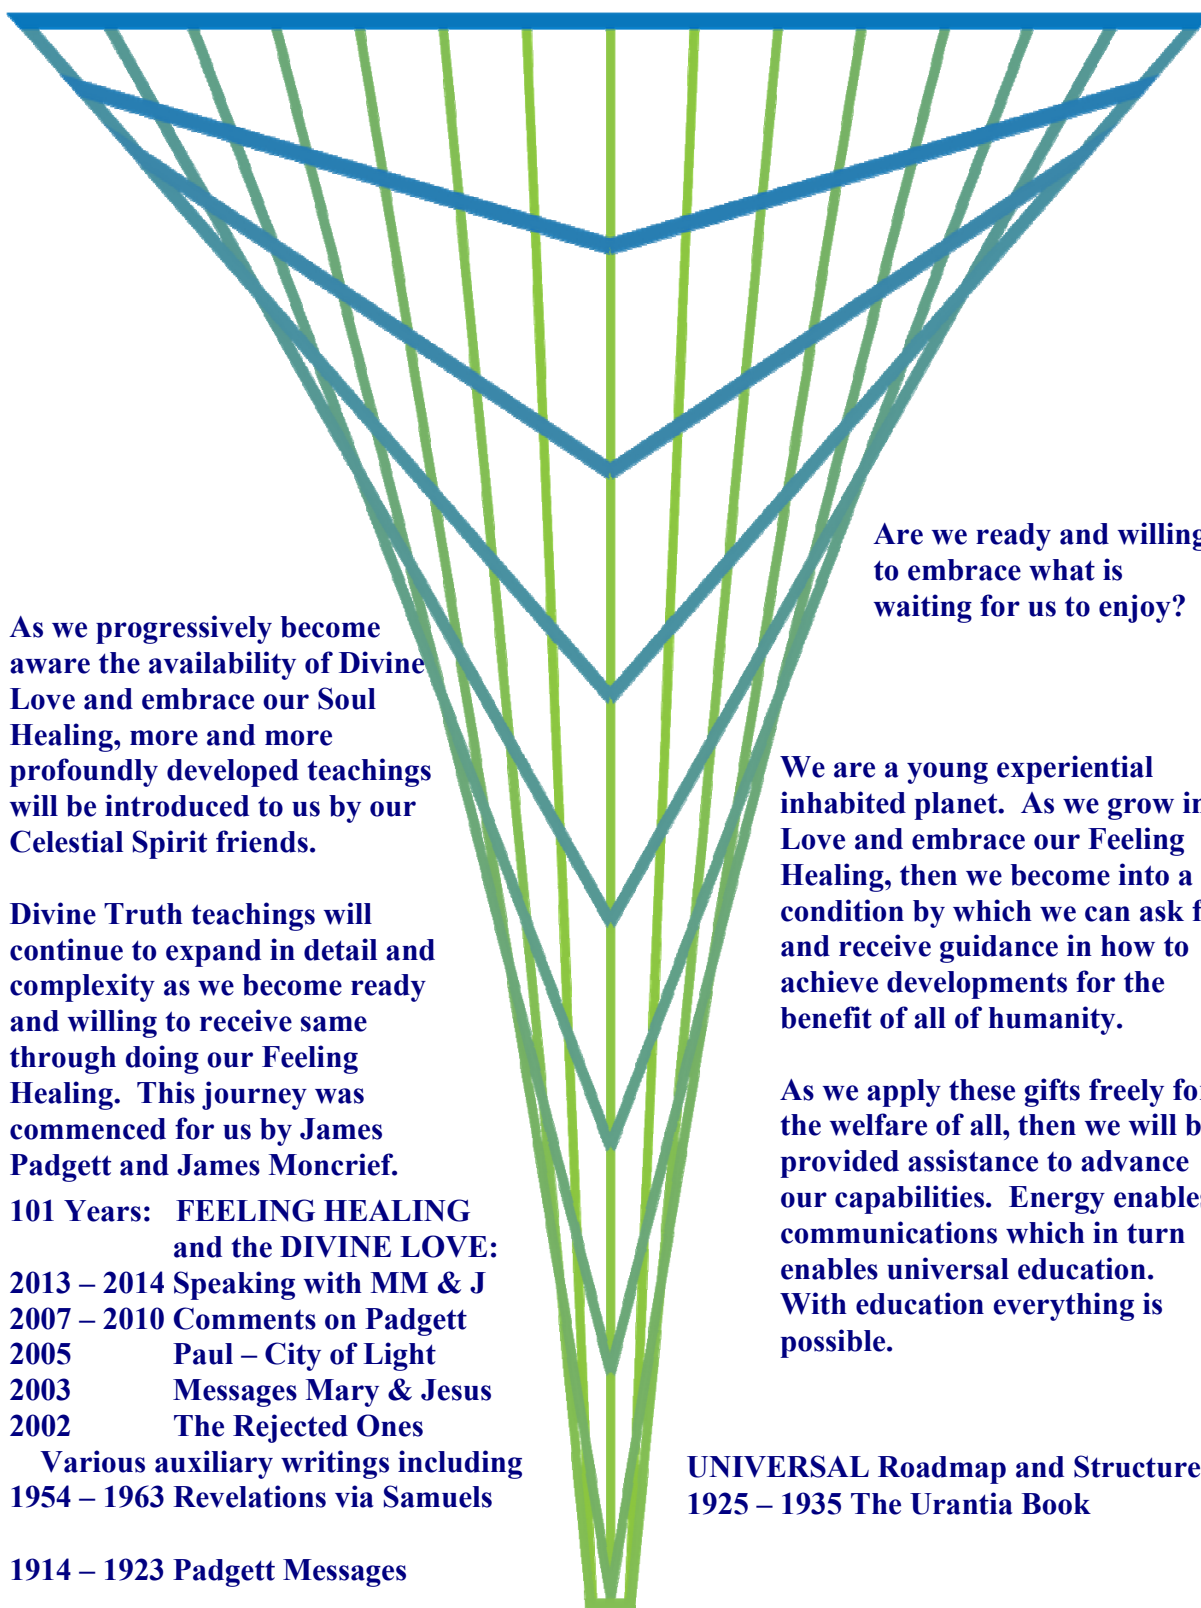 Are we ready and willing
to embrace what is
waiting for us to enjoy?
As we progressively become
aware the availability of Divine
Love and embrace our Soul
Healing, more and more
profoundly developed teachings
will be introduced to us by our
Celestial Spirit friends.
Divine Truth teachings will
continue to expand in detail and
complexity as we become ready
and willing to receive same
through doing our Feeling
Healing.  This journey was
commenced for us by James
Padgett and James Moncrief.
101 Years:   FEELING HEALING
and the DIVINE LOVE:
2013 – 2014 Speaking with MM & J
2007 – 2010 Comments on Padgett
2005 Paul – City of Light
2003 Messages Mary & Jesus
2002 The Rejected Ones
Various auxiliary writings including
1954 – 1963 Revelations via Samuels
1914 – 1923 Padgett Messages
We are a young experiential
inhabited planet.  As we grow in
Love and embrace our Feeling
Healing, then we become into a
condition by which we can ask f
and receive guidance in how to
achieve developments for the
benefit of all of humanity.
As we apply these gifts freely for
the welfare of all, then we will b
provided assistance to advance
our capabilities.  Energy enables
communications which in turn
enables universal education.
With education everything is
possible.
UNIVERSAL Roadmap and Structure
1925 – 1935 The Urantia Book